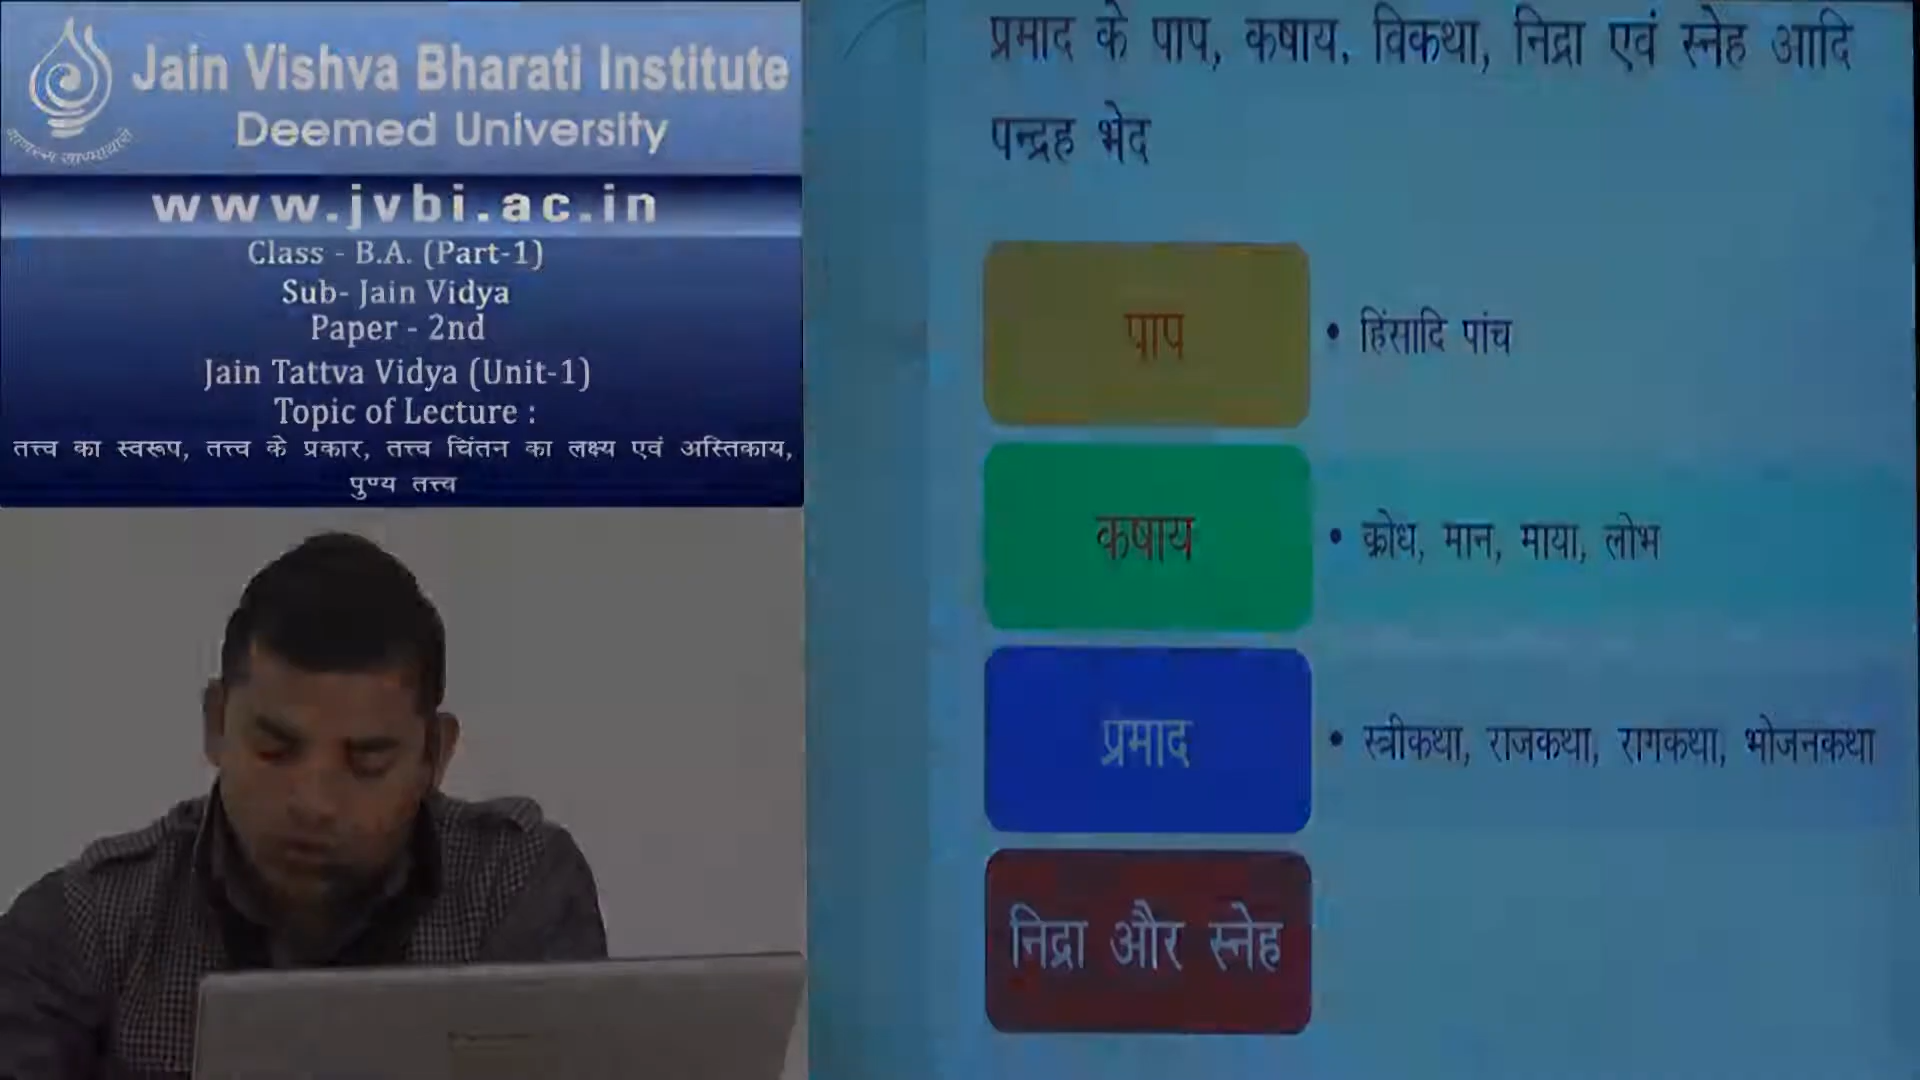 Jain Vishva Bharati Institute
Deemed University
www.jvbi.ac.in
Class - B.A. (Part-1)
Sub- Jain Vidya
Paper - 2nd
Jain Tattva Vidya (Unit-1)
Topic of Lecture :
तत्त्व का स्वरूप, तत्त्व के प्रकार, तत्त्व चिंतन का लक्ष्य एवं अस्तिकाय,
पुण्य तत्त्व
प्रमाद के पाप, कषाय, विकथा, निद्रा एवं स्नेह आदि
पन्द्रह भेद
पाप
• हिंसादि पांच
कषाय
• क्रोध, मान, माया, लोभ
प्रमाद
• स्त्रीकथा, राजकथा, रागकथा, भोजनकथा
निद्रा और स्नेह